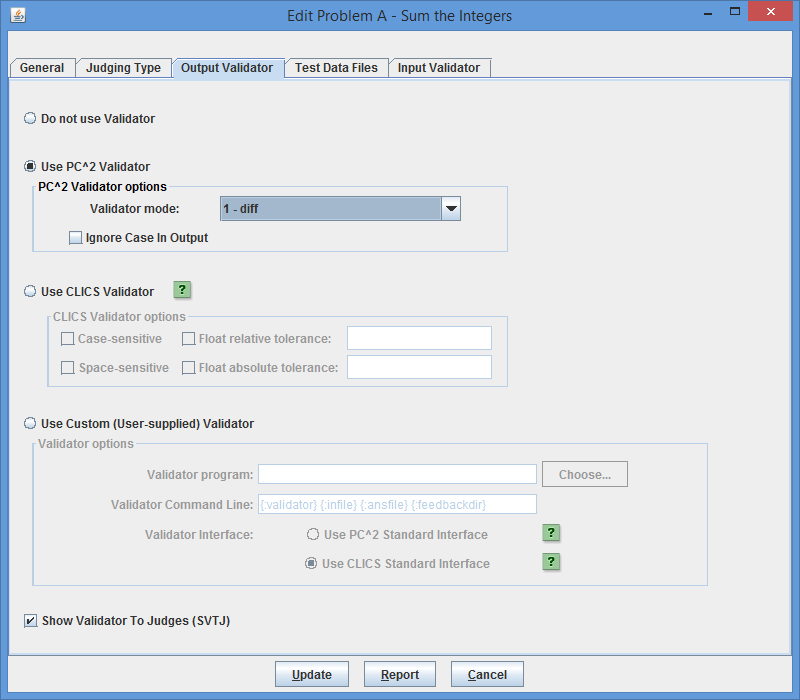 Edit Problem A - Sum the Integers
General Judging Type Output Validator Test Data Files Input Validator
Do not use Validator
Use PC^2 Validator
PC^2 Validator options
Validator mode: 1 - diff
Ignore Case In Output
Use CLICS Validator ?
CLICS Validator options
Case-sensitive Float relative tolerance:
Space-sensitive Float absolute tolerance:
Use Custom (User-supplied) Validator
Validator options
Validator program: Choose...
Validator Command Line: {:validator} {:infile} {:ansfile} {:feedbackdir}
Validator Interface: Use PC^2 Standard Interface ?
Use CLICS Standard Interface ?
Show Validator To Judges (SVTJ)
Update Report Cancel